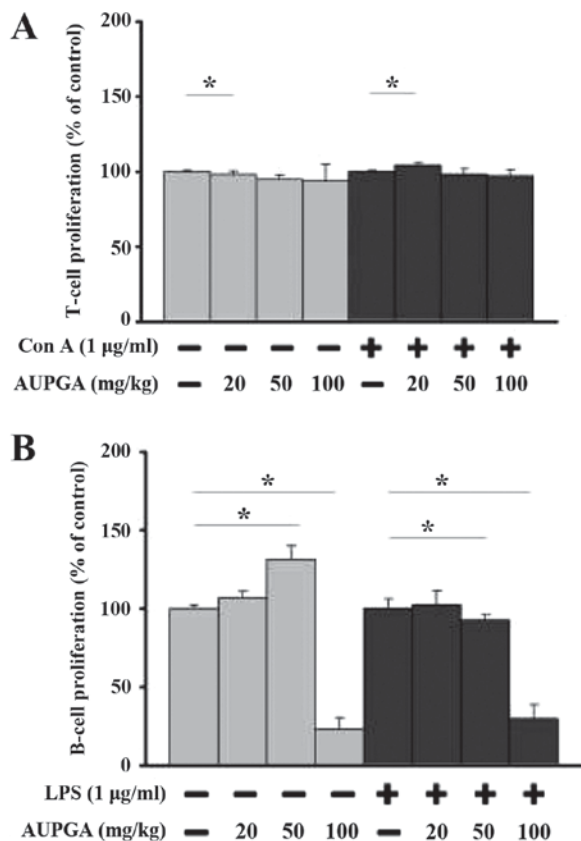 A
T-cell proliferation (% of control)
200
150
100
50
0
*
*
Con A (1 µg/ml) − − − − + + + +
AUPGA (mg/kg) − 20 50 100 − 20 50 100
B
B-cell proliferation (% of control)
200
150
100
50
0
*
*
*
*
LPS (1 µg/ml) − − − − + + + +
AUPGA (mg/kg) − 20 50 100 − 20 50 100